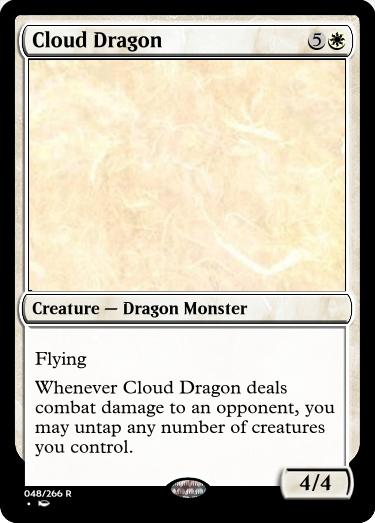 Cloud Dragon 5
Creature — Dragon Monster
Flying
Whenever Cloud Dragon deals
combat damage to an opponent, you
may untap any number of creatures
you control.
4/4
048/266 R